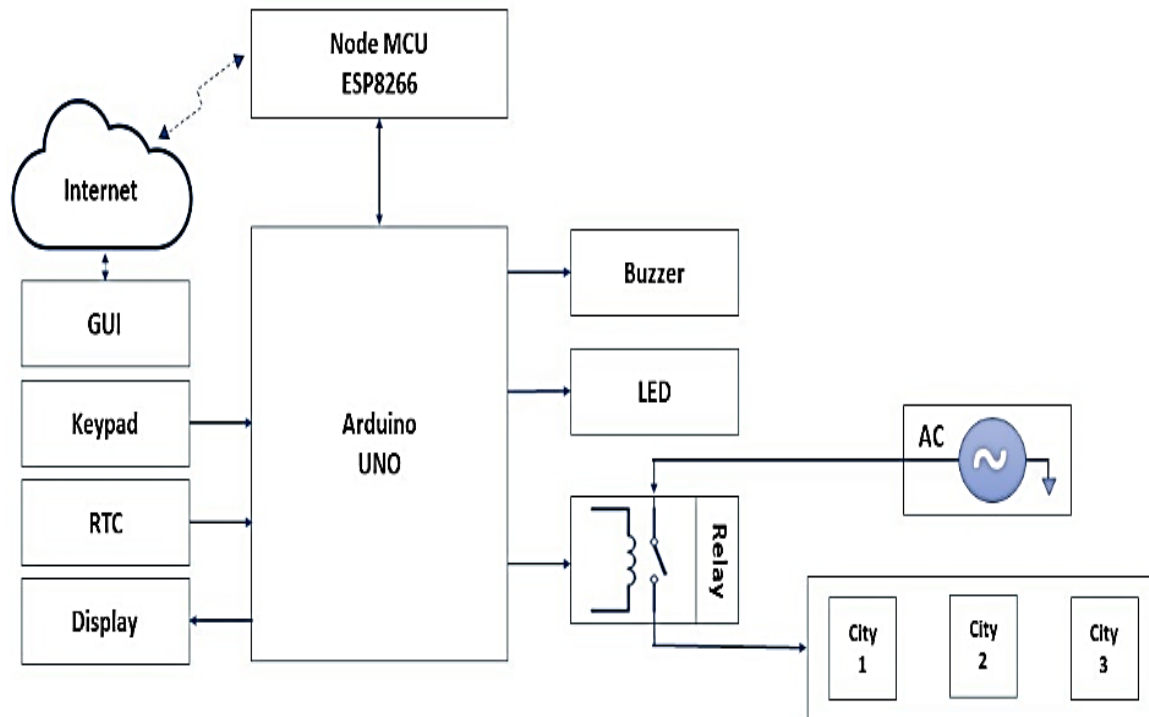 Node MCU
ESP8266
Internet
GUI
Keypad
RTC
Display
Arduino
UNO
Buzzer
LED
Relay
AC
City
1
City
2
City
3